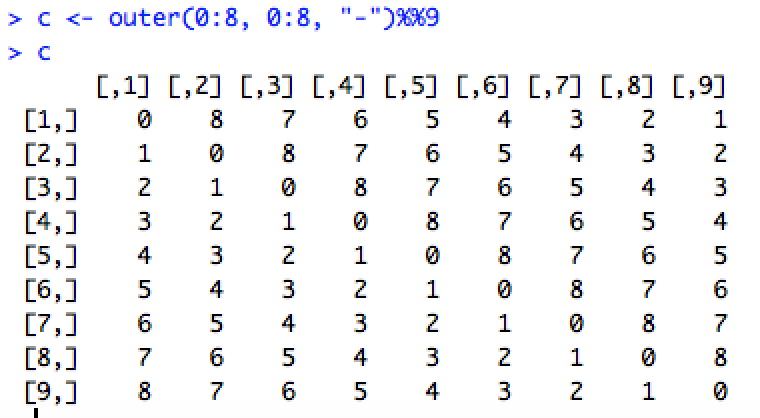 > c <- outer(0:8, 0:8, "-")%%9
> c
[,1] [,2] [,3] [,4] [,5] [,6] [,7] [,8] [,9]
[1,] 0 8 7 6 5 4 3 2 1
[2,] 1 0 8 7 6 5 4 3 2
[3,] 2 1 0 8 7 6 5 4 3
[4,] 3 2 1 0 8 7 6 5 4
[5,] 4 3 2 1 0 8 7 6 5
[6,] 5 4 3 2 1 0 8 7 6
[7,] 6 5 4 3 2 1 0 8 7
[8,] 7 6 5 4 3 2 1 0 8
[9,] 8 7 6 5 4 3 2 1 0